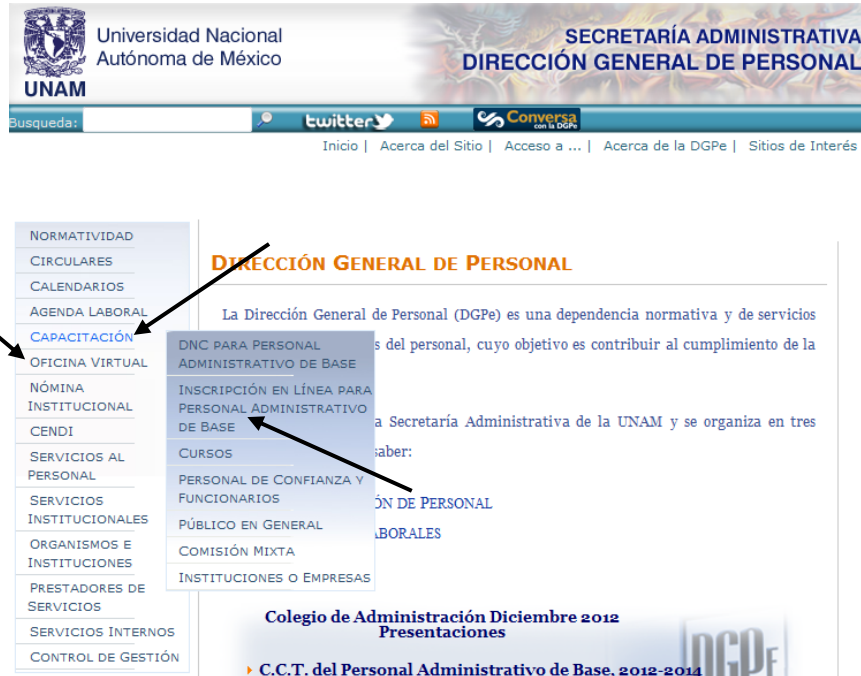 Universidad Nacional
Autónoma de México
UNAM
SECRETARÍA ADMINISTRATIVA
DIRECCIÓN GENERAL DE PERSONAL
Busqueda:
twitter
Conversa
con la DGPe
Inicio | Acerca del Sitio | Acceso a ... | Acerca de la DGPe | Sitios de Interés
NORMATIVIDAD
CIRCULARES
CALENDARIOS
AGENDA LABORAL
CAPACITACIÓN
OFICINA VIRTUAL
NÓMINA
INSTITUCIONAL
CENDI
SERVICIOS AL
PERSONAL
SERVICIOS
INSTITUCIONALES
ORGANISMOS E
INSTITUCIONES
PRESTADORES DE
SERVICIOS
SERVICIOS INTERNOS
CONTROL DE GESTIÓN
DNC PARA PERSONAL
ADMINISTRATIVO DE BASE
INSCRIPCIÓN EN LÍNEA PARA
PERSONAL ADMINISTRATIVO
DE BASE
CURSOS
PERSONAL DE CONFIANZA Y
FUNCIONARIOS
PÚBLICO EN GENERAL
COMISIÓN MIXTA
INSTITUCIONES O EMPRESAS
DIRECCIÓN GENERAL DE PERSONAL
La Dirección General de Personal (DGPe) es una dependencia normativa y de servicios
s del personal, cuyo objetivo es contribuir al cumplimiento de la
a Secretaría Administrativa de la UNAM y se organiza en tres
saber:
ÓN DE PERSONAL
ABORALES
Colegio de Administración Diciembre 2012
Presentaciones
C.C.T. del Personal Administrativo de Base, 2012-2014
DGPe